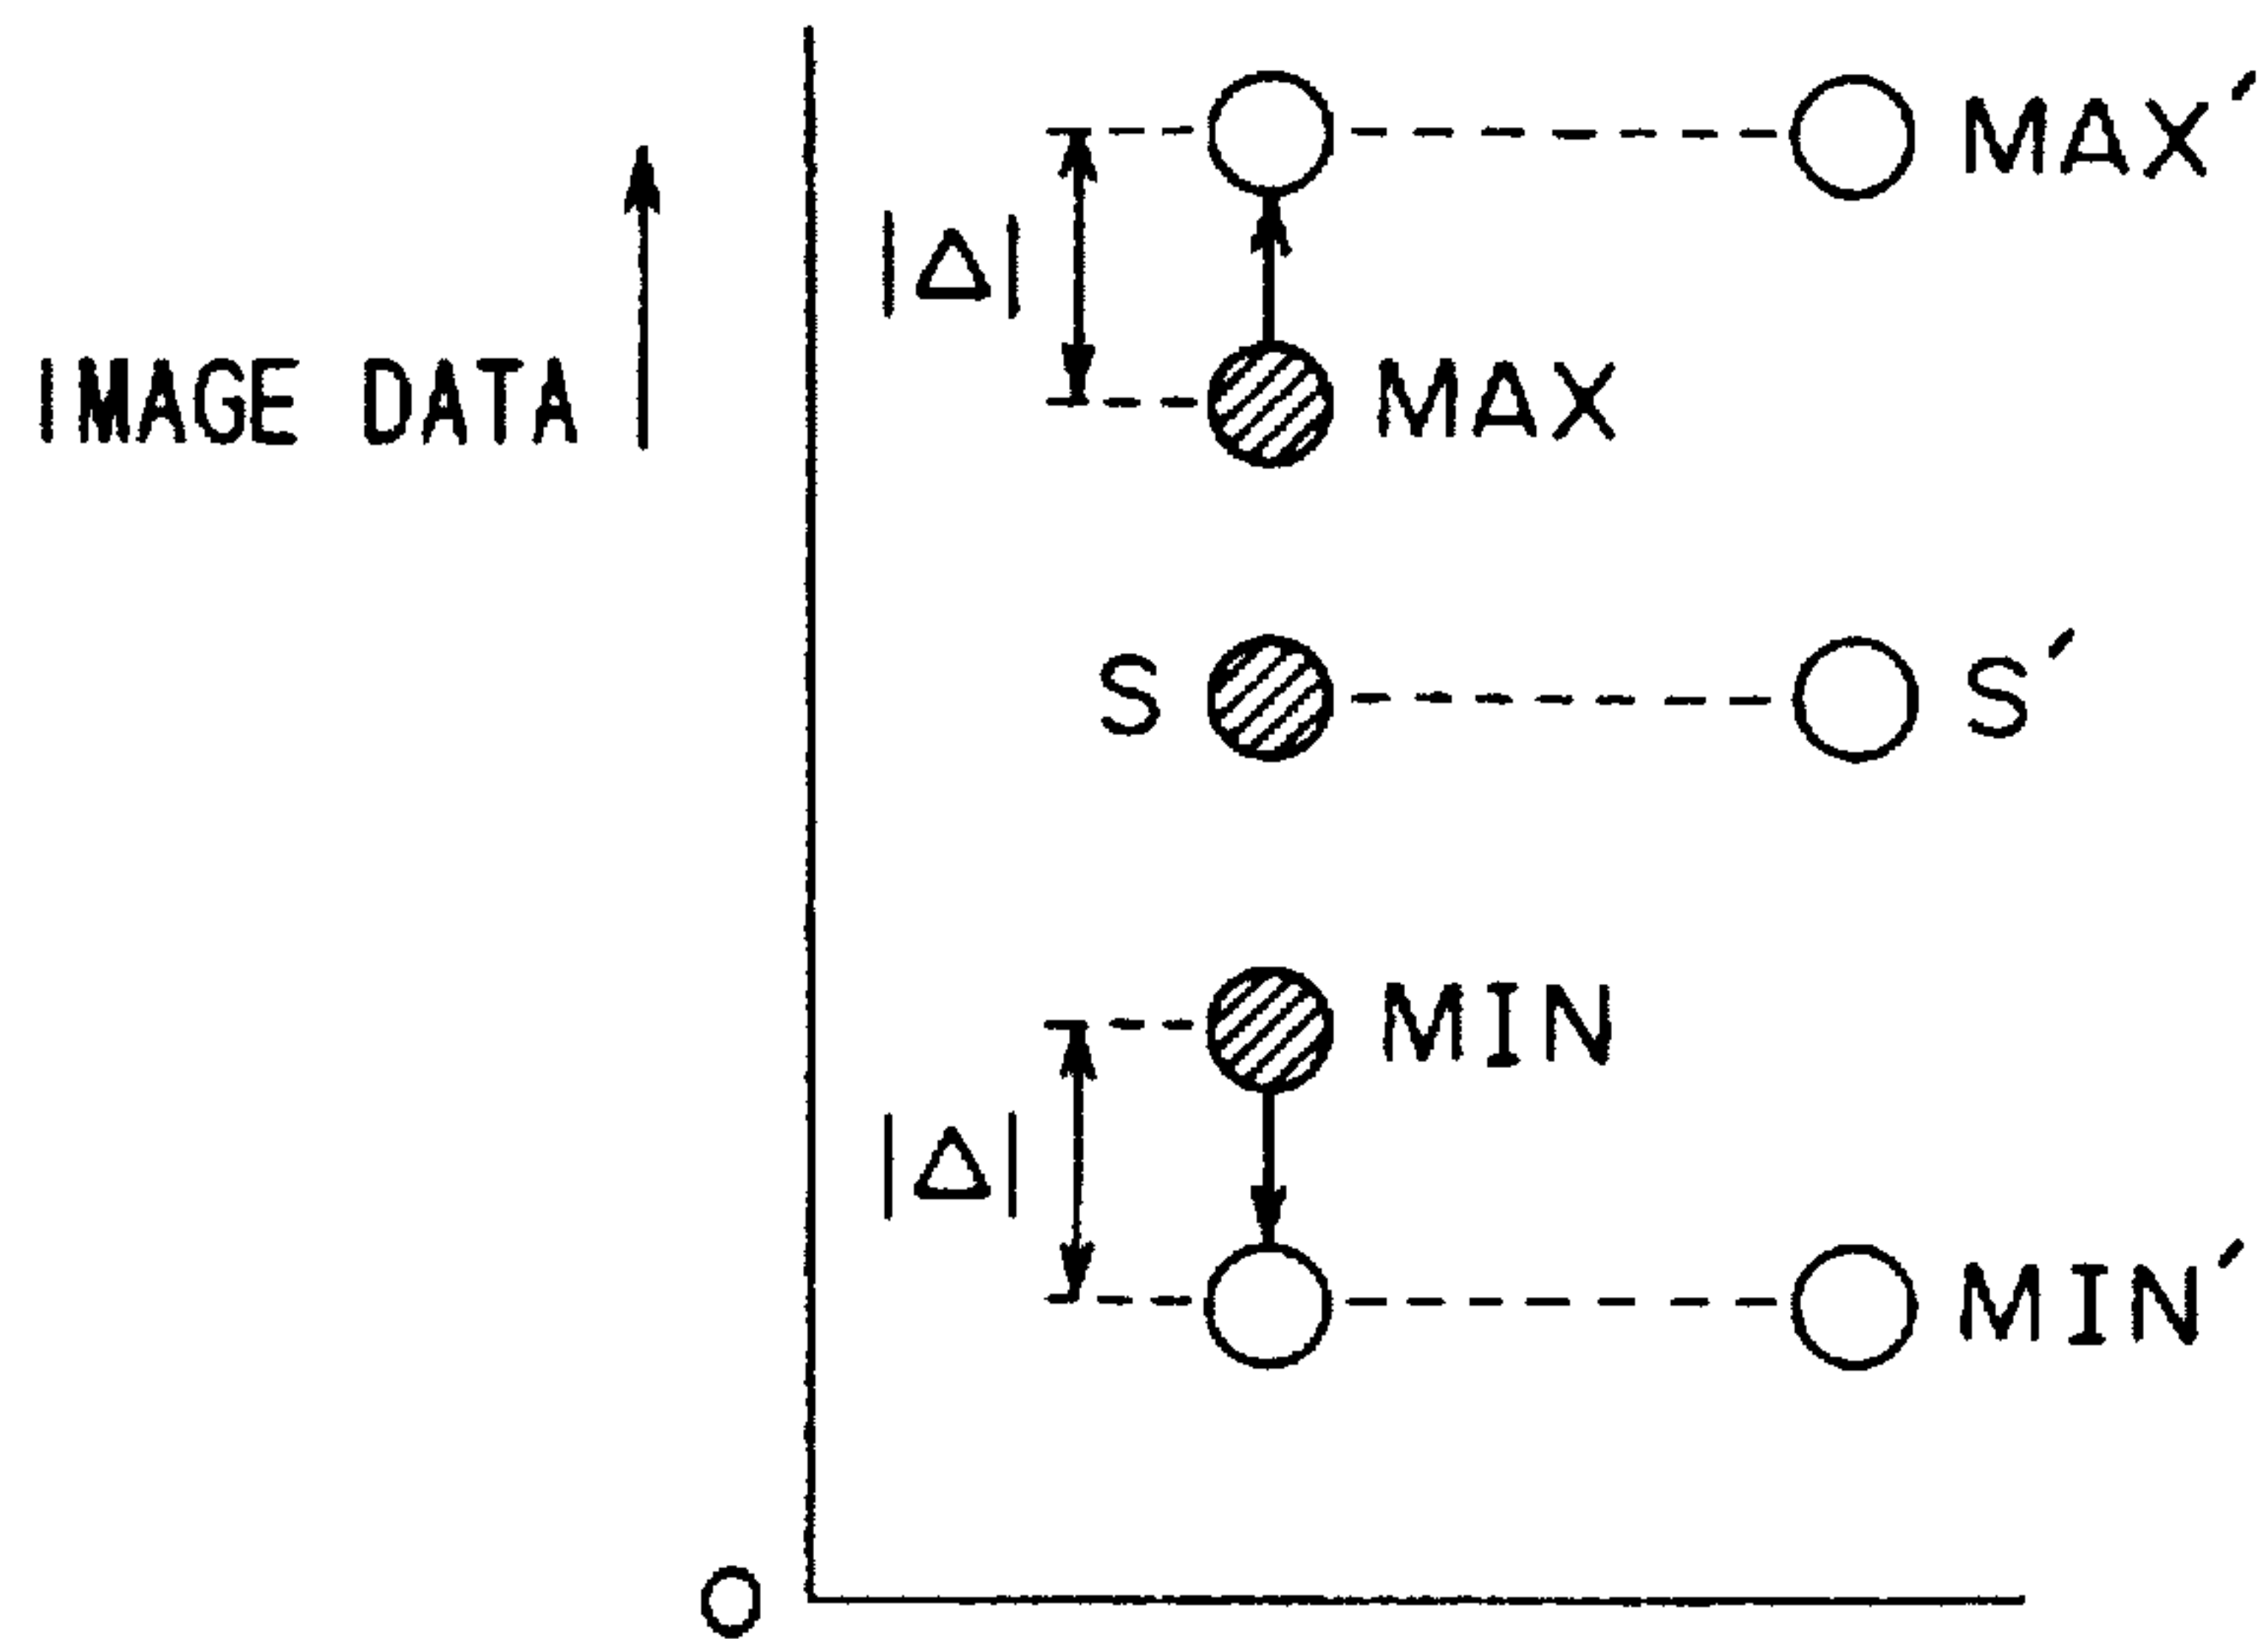 MAX′
|Δ|
IMAGE DATA
MAX
S
S′
MIN
|Δ|
MIN′
O